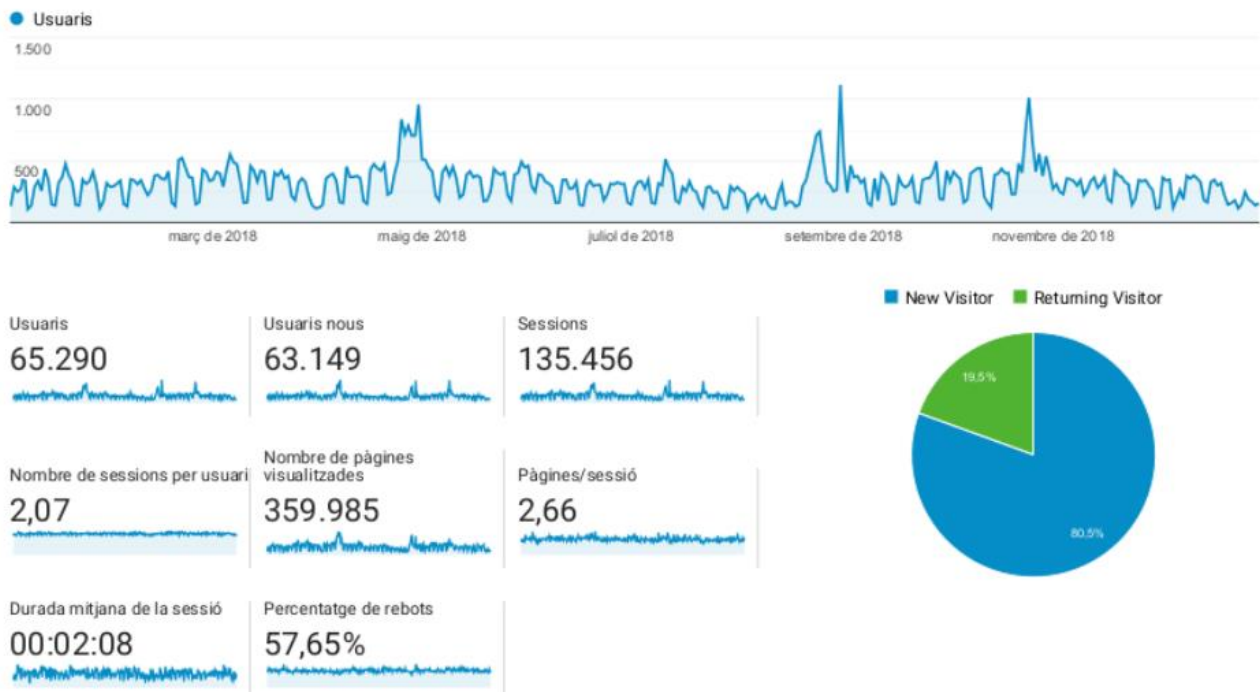 Usuaris
1.500
1.000
500
març de 2018
maig de 2018
juliol de 2018
setembre de 2018
novembre de 2018
New Visitor
Returning Visitor
19,5%
80,5%
Usuaris
65.290
Usuaris nous
63.149
Sessions
135.456
Nombre de sessions per usuari
2,07
Nombre de pàgines
visualitzades
359.985
Pàgines/sessió
2,66
Durada mitjana de la sessió
00:02:08
Percentatge de rebots
57,65%